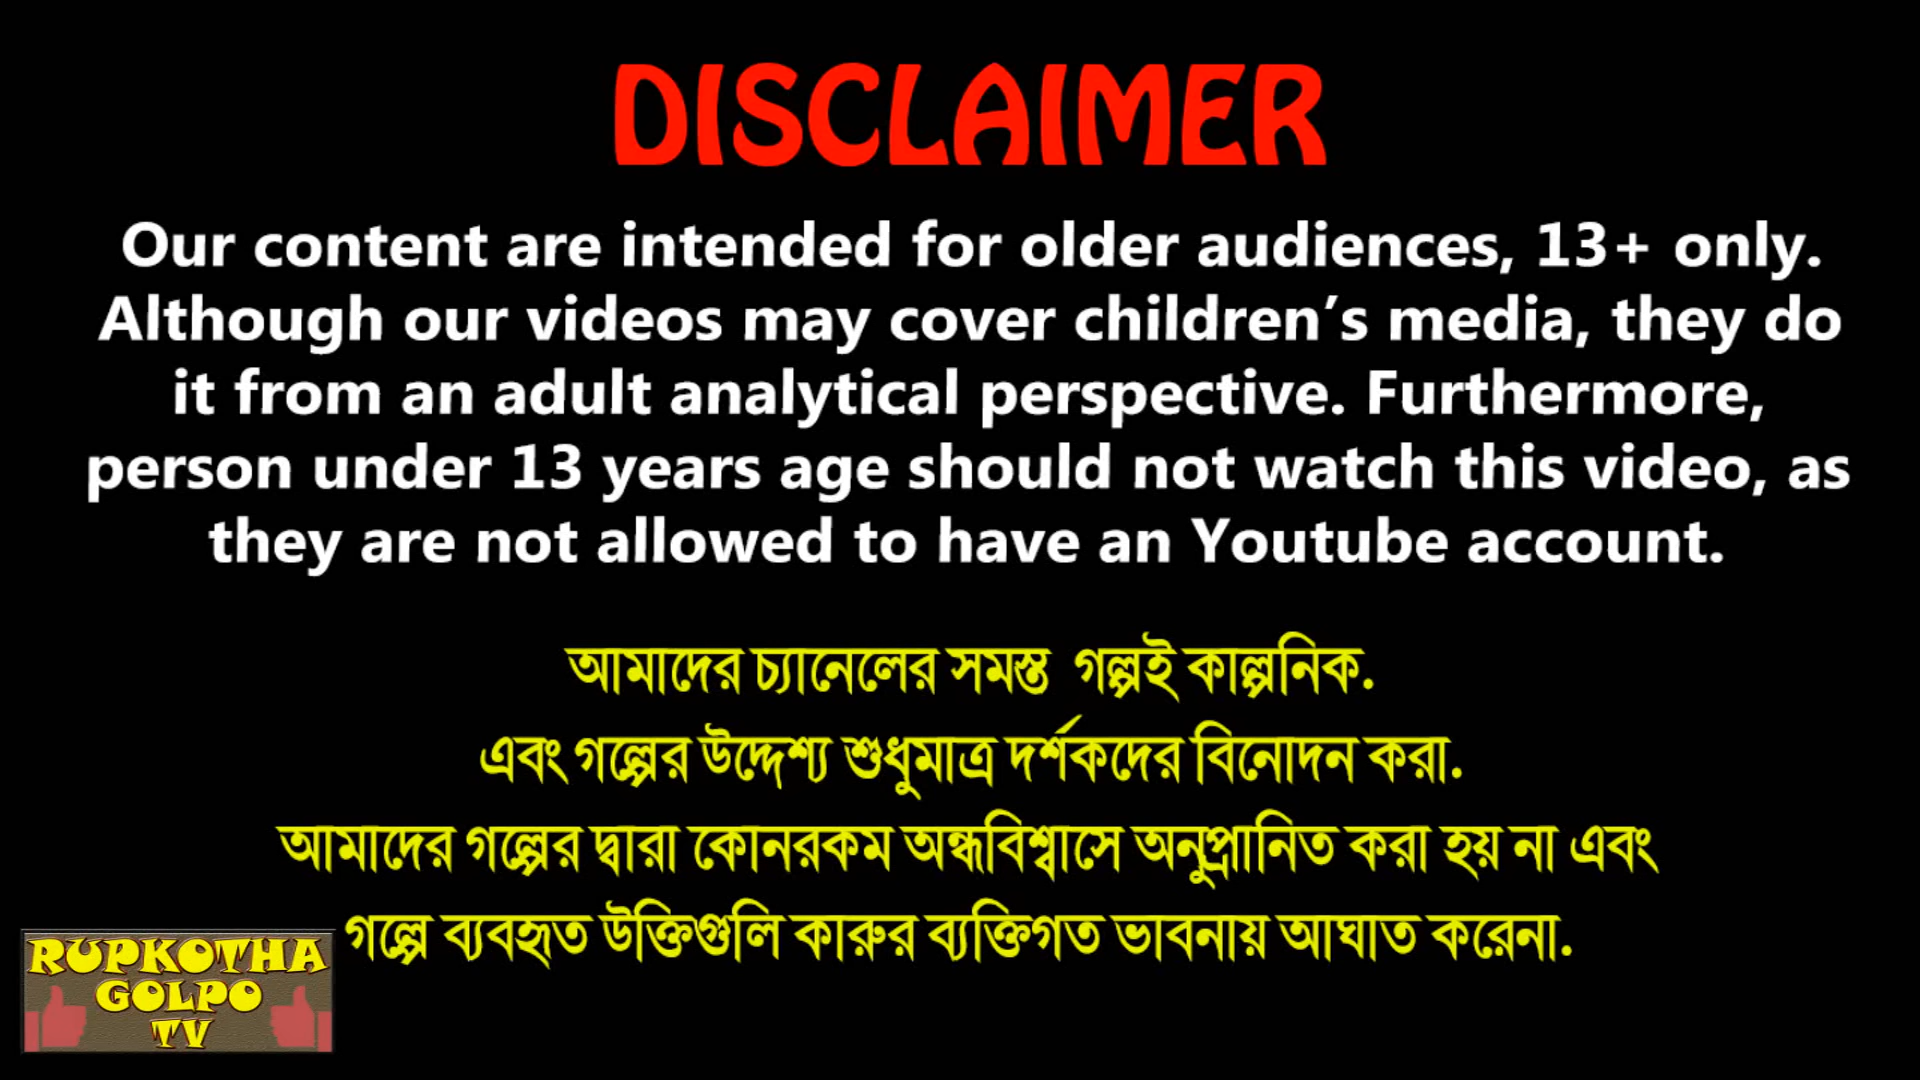 DISCLAIMER
Our content are intended for older audiences, 13+ only.
Although our videos may cover children’s media, they do
it from an adult analytical perspective. Furthermore,
person under 13 years age should not watch this video, as
they are not allowed to have an Youtube account.
আমাদের চ্যানেলের সমস্ত গল্পই কাল্পনিক.
এবং গল্পের উদ্দেশ্য শুধুমাত্র দর্শকদের বিনোদন করা.
আমাদের গল্পের দ্বারা কোনরকম অন্ধবিশ্বাসে অনুপ্রানিত করা হয় না এবং
গল্পে ব্যবহৃত উক্তিগুলি কারুর ব্যক্তিগত ভাবনায় আঘাত করেনা.
RUPKOTHA
GOLPO
TV